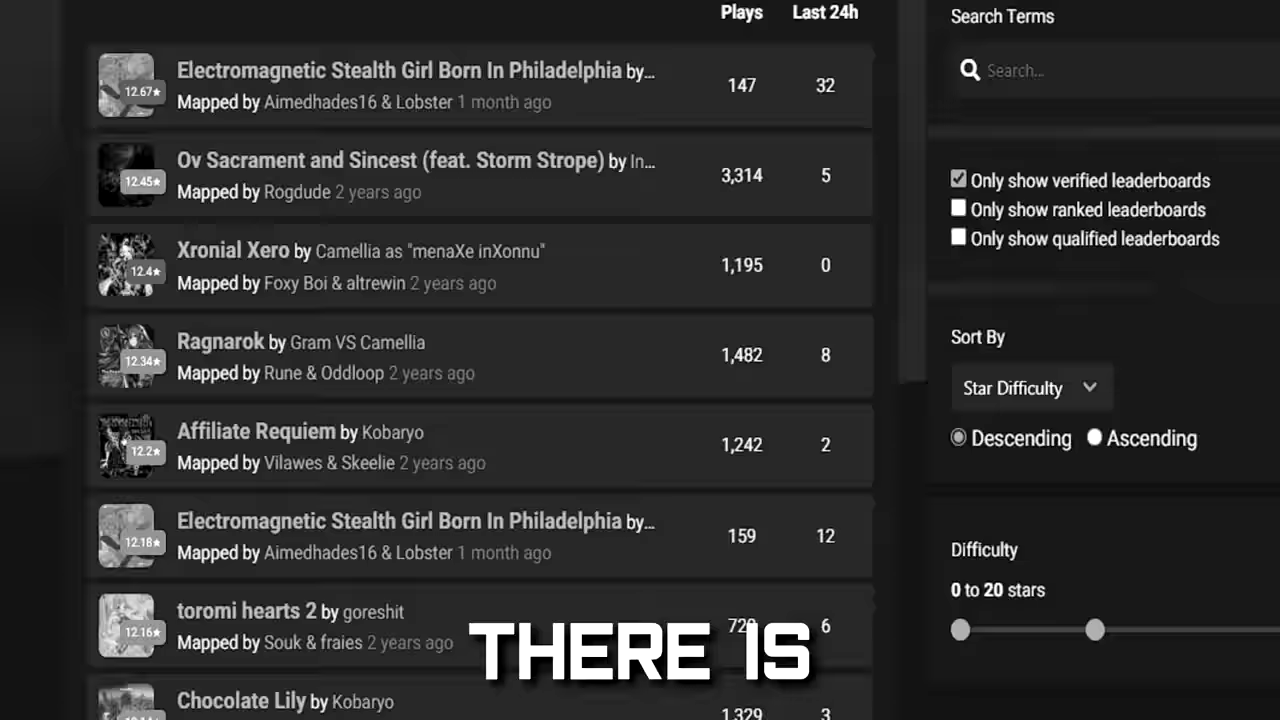 Plays Last 24h
Electromagnetic Stealth Girl Born In Philadelphia by...
12.67★
Mapped by Aimedhades16 & Lobster 1 month ago
147 32
Ov Sacrament and Sincest (feat. Storm Strope) by In...
12.45★
Mapped by Rogdude 2 years ago
3,314 5
Xronial Xero by Camellia as "menaXe inXonnu"
12.4★
Mapped by Foxy Boi & altrewin 2 years ago
1,195 0
Ragnarok by Gram VS Camellia
12.34★
Mapped by Rune & Oddloop 2 years ago
1,482 8
Affiliate Requiem by Kobaryo
12.2★
Mapped by Vilawes & Skeelie 2 years ago
1,242 2
Electromagnetic Stealth Girl Born In Philadelphia by...
12.18★
Mapped by Aimedhades16 & Lobster 1 month ago
159 12
toromi hearts 2 by goreshit
12.16★
Mapped by Souk & fraies 2 years ago
6
Chocolate Lily by Kobaryo
1,329 3
Search Terms
Search...
Only show verified leaderboards
Only show ranked leaderboards
Only show qualified leaderboards
Sort By
Star Difficulty
Descending Ascending
Difficulty
0 to 20 stars
THERE IS